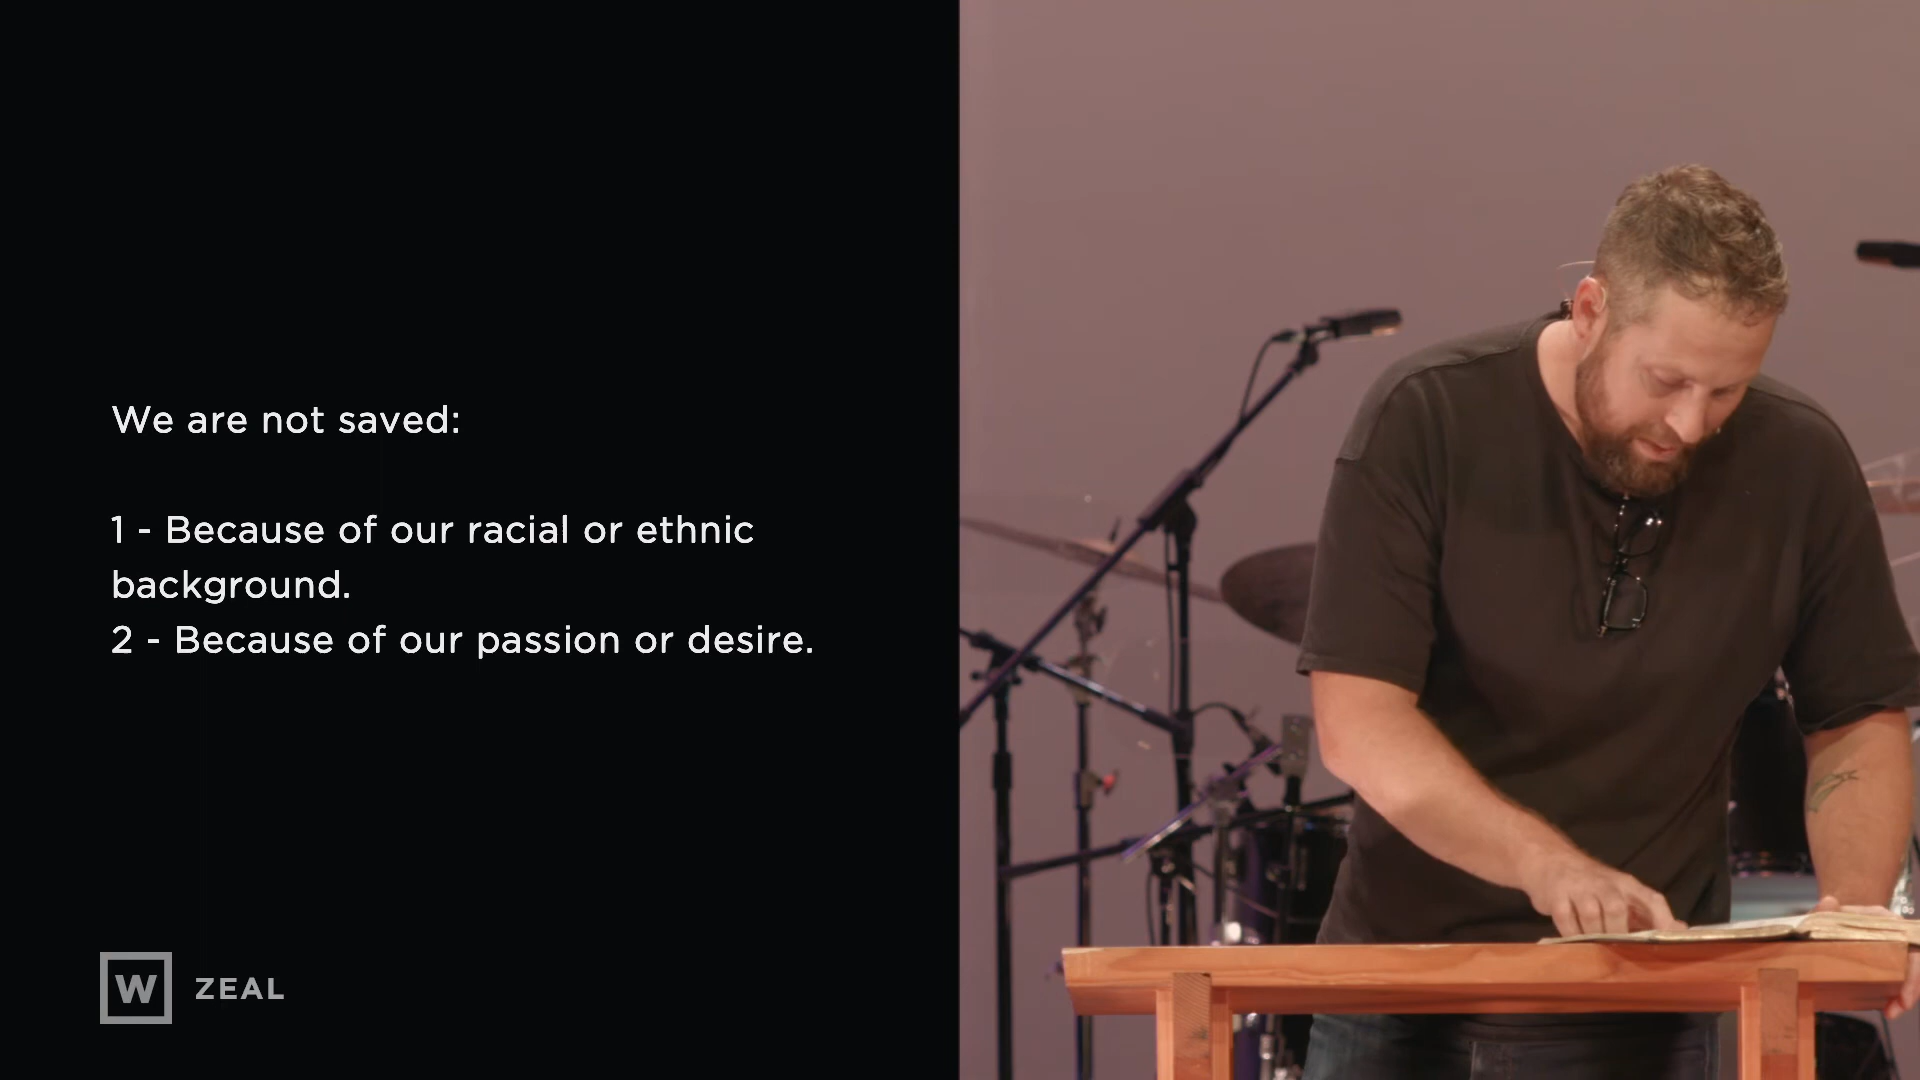 We are not saved:
1 - Because of our racial or ethnic
background.
2 - Because of our passion or desire.
W ZEAL